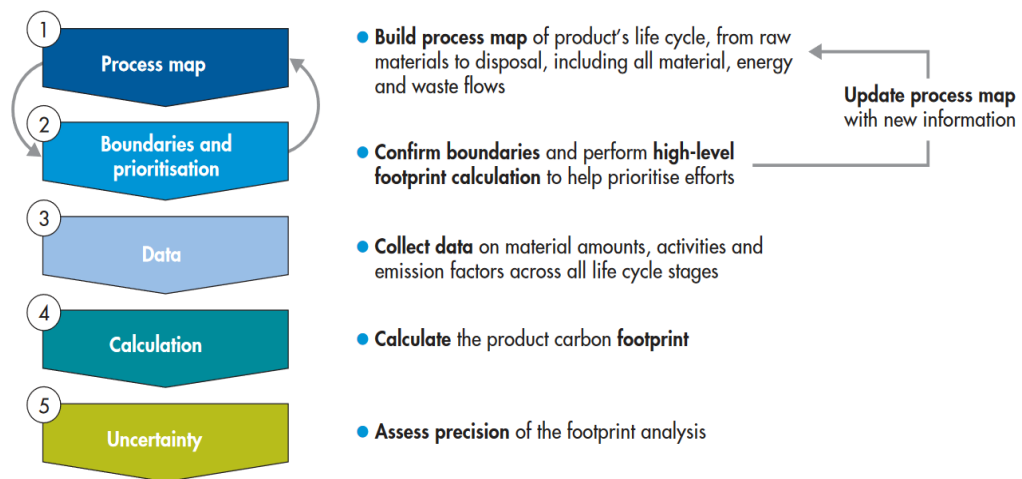 1
Process map
• Build process map of product's life cycle, from raw
materials to disposal, including all material, energy
and waste flows
Update process map
with new information
2
Boundaries and
prioritisation
• Confirm boundaries and perform high-level
footprint calculation to help prioritise efforts
3
Data
• Collect data on material amounts, activities and
emission factors across all life cycle stages
4
Calculation
• Calculate the product carbon footprint
5
Uncertainty
• Assess precision of the footprint analysis